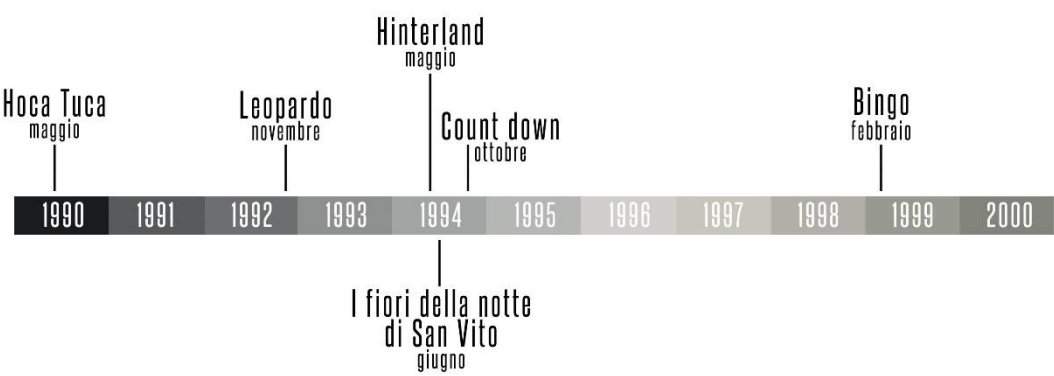 Hinterland
maggio
Hoca Tuca
maggio
Leopardo
novembre
Count down
ottobre
Bingo
febbraio
1990 1991 1992 1993 1994 1995 1996 1997 1998 1999 2000
I fiori della notte
di San Vito
giugno